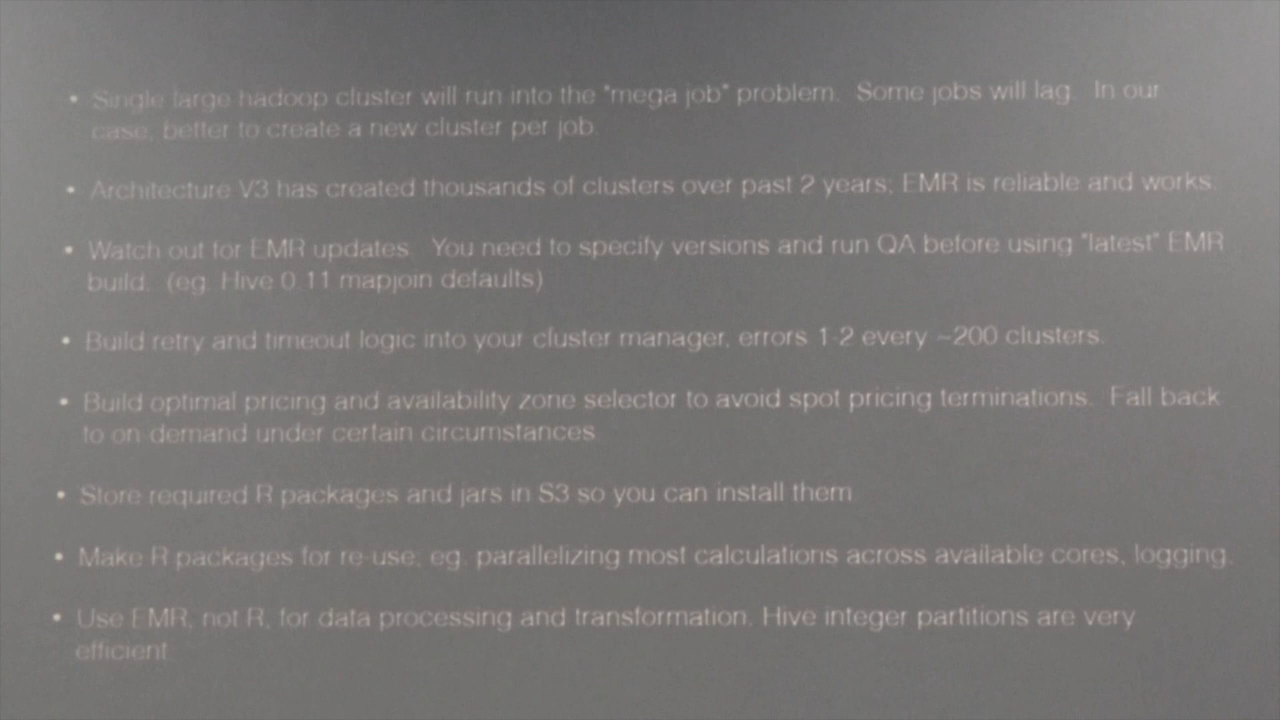 • Single large hadoop cluster will run into the "mega job" problem. Some jobs will lag. In our
case, better to create a new cluster per job.
• Architecture V3 has created thousands of clusters over past 2 years; EMR is reliable and works.
• Watch out for EMR updates. You need to specify versions and run QA before using "latest" EMR
build. (eg. Hive 0.11 mapjoin defaults)
• Build retry and timeout logic into your cluster manager, errors 1-2 every ~200 clusters.
• Build optimal pricing and availability zone selector to avoid spot pricing terminations. Fall back
to on-demand under certain circumstances.
• Store required R packages and jars in S3 so you can install them
• Make R packages for re-use, eg. parallelizing most calculations across available cores, logging.
• Use EMR, not R, for data processing and transformation. Hive integer partitions are very
efficient.